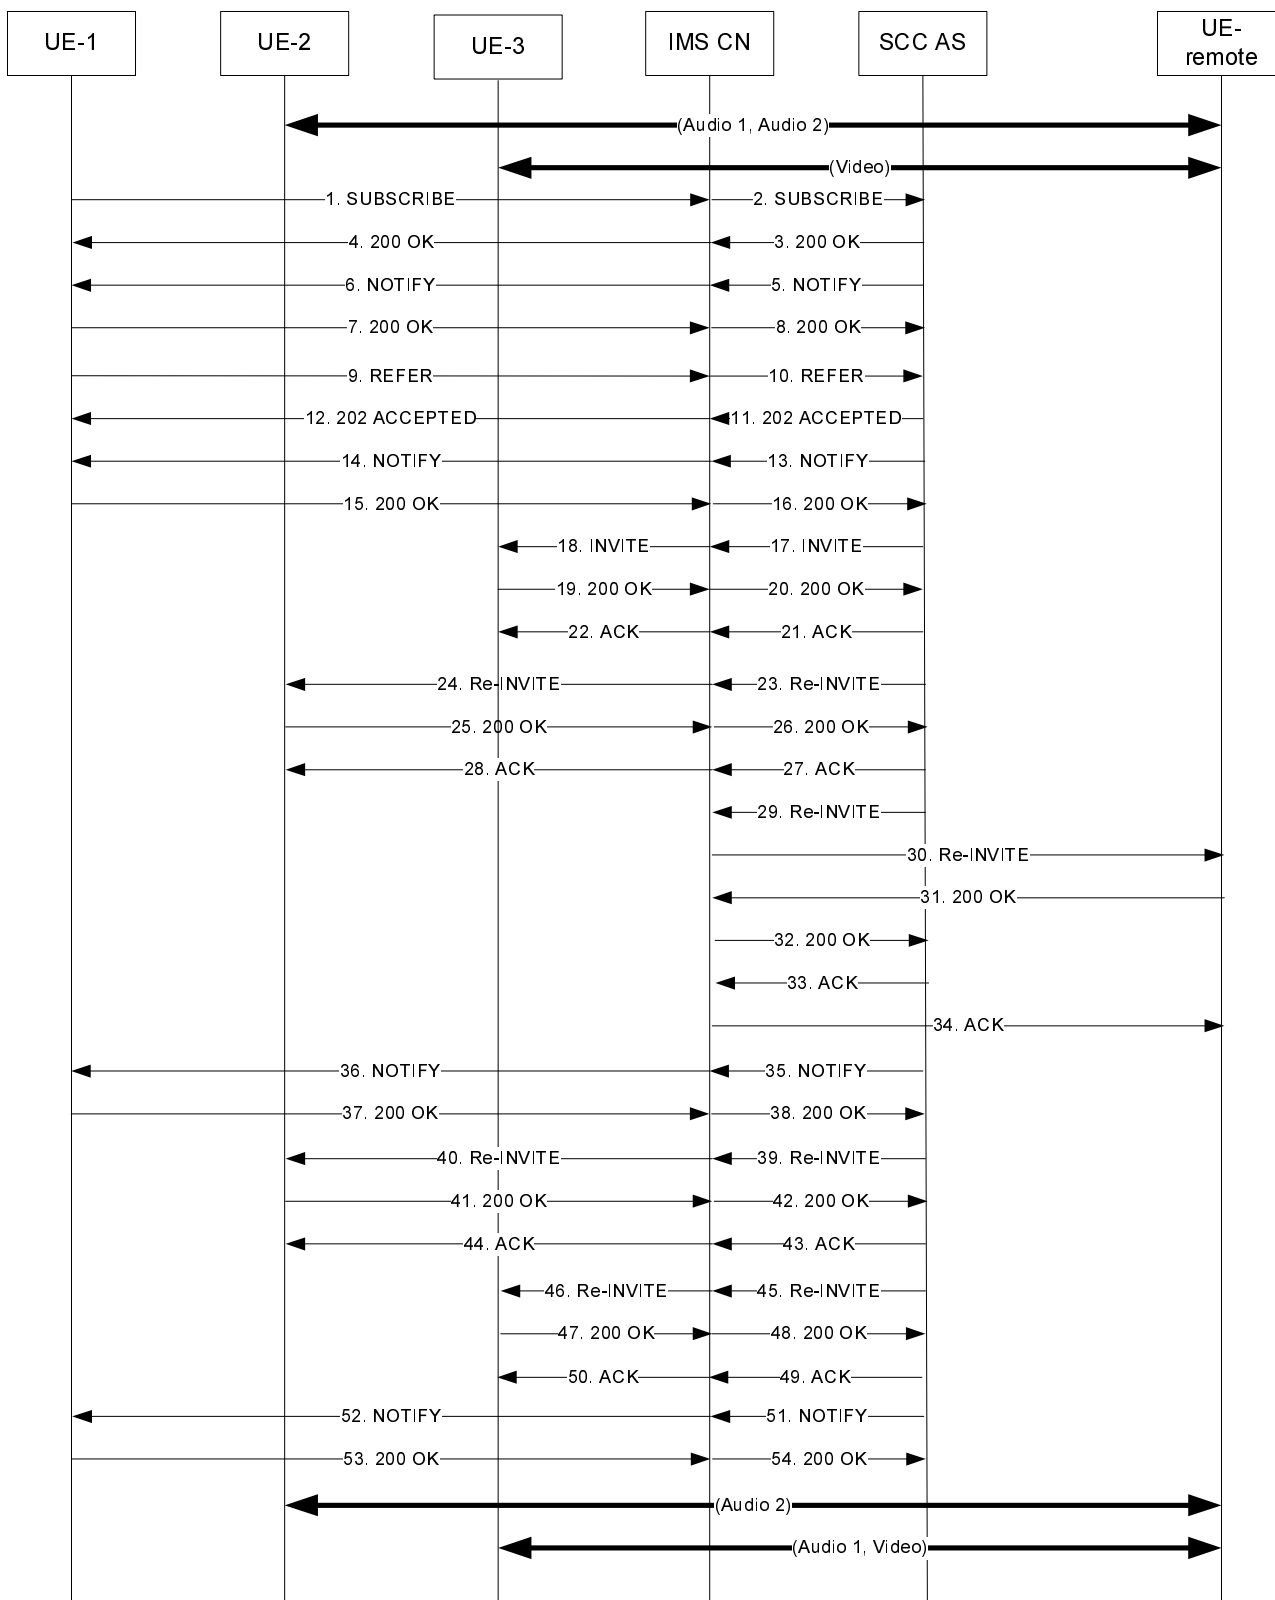 UE-1
UE-2
UE-3
IMS CN
SCC AS
UE-
remote
(Audio 1, Audio 2)
(Video)
1. SUBSCRIBE
2. SUBSCRIBE
4. 200 OK
3. 200 OK
6. NOTIFY
5. NOTIFY
7. 200 OK
8. 200 OK
9. REFER
10. REFER
12. 202 ACCEPTED
11. 202 ACCEPTED
14. NOTIFY
13. NOTIFY
15. 200 OK
16. 200 OK
18. INVITE
17. INVITE
19. 200 OK
20. 200 OK
22. ACK
21. ACK
24. Re-INVITE
23. Re-INVITE
25. 200 OK
26. 200 OK
28. ACK
27. ACK
29. Re-INVITE
30. Re-INVITE
31. 200 OK
32. 200 OK
33. ACK
34. ACK
36. NOTIFY
35. NOTIFY
37. 200 OK
38. 200 OK
40. Re-INVITE
39. Re-INVITE
41. 200 OK
42. 200 OK
44. ACK
43. ACK
46. Re-INVITE
45. Re-INVITE
47. 200 OK
48. 200 OK
50. ACK
49. ACK
52. NOTIFY
51. NOTIFY
53. 200 OK
54. 200 OK
(Audio 2)
(Audio 1, Video)